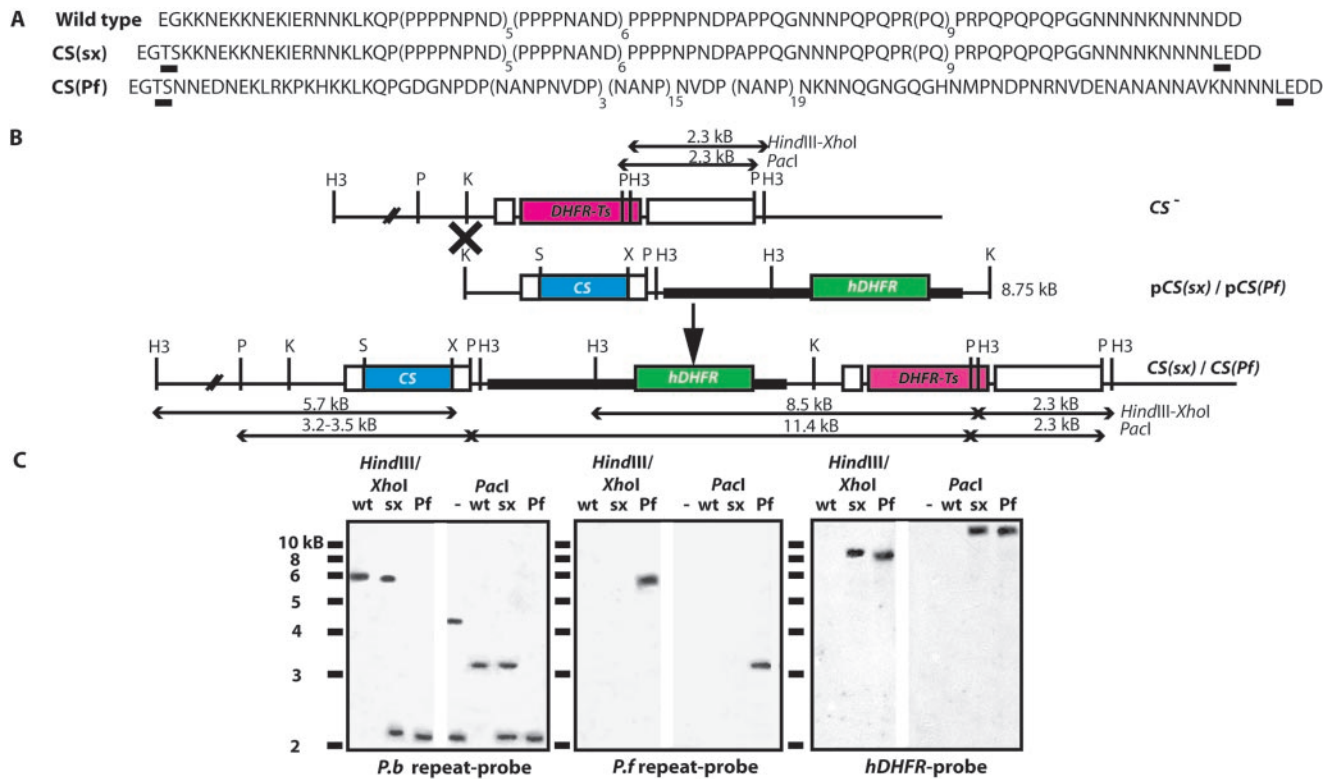 A Wild type EGKKNEKKNEKIERNNKLKQP(PPPPNPND)5(PPPPNAND)6PPPPNPNDPAPPQGNNNPQPQPR(PQ)9PRPQPQPQPGGNNNNKNNNNDD
CS(sx) EGTSKKNEKKNEKIERNNKLKQP(PPPPNPND)5(PPPPNAND)6PPPPNPNDPAPPQGNNNPQPQPR(PQ)9PRPQPQPQPGGNNNNKNNNNLEDD
CS(Pf) EGTSNNEDNEKLRKPKHKKLKQPGDGNPDP(NANPNVDP)3(NANP)15NVDP (NANP)19NKNNQGNGQGHNMPNDPNRNVDENANANNAVKNNNNLEDD
B
2.3 kB HindIII-XhoI
2.3 kB PacI
H3 P K P H3 P H3
DHFR-Ts CS-
K S X P H3 H3 K
CS hDHFR 8.75 kB pCS(sx) / pCS(Pf)
H3 P K S X P H3 H3 K P H3 P H3
CS hDHFR DHFR-Ts CS(sx) / CS(Pf)
5.7 kB 8.5 kB 2.3 kB HindIII-XhoI
3.2-3.5 kB 11.4 kB 2.3 kB PacI
C
HindIII/ HindIII/ HindIII/
XhoI PacI XhoI PacI XhoI PacI
wt sx Pf - wt sx Pf wt sx Pf - wt sx Pf wt sx Pf - wt sx Pf
10 kB
8
6
5
4
3
2
P.b repeat-probe P.f repeat-probe hDHFR-probe